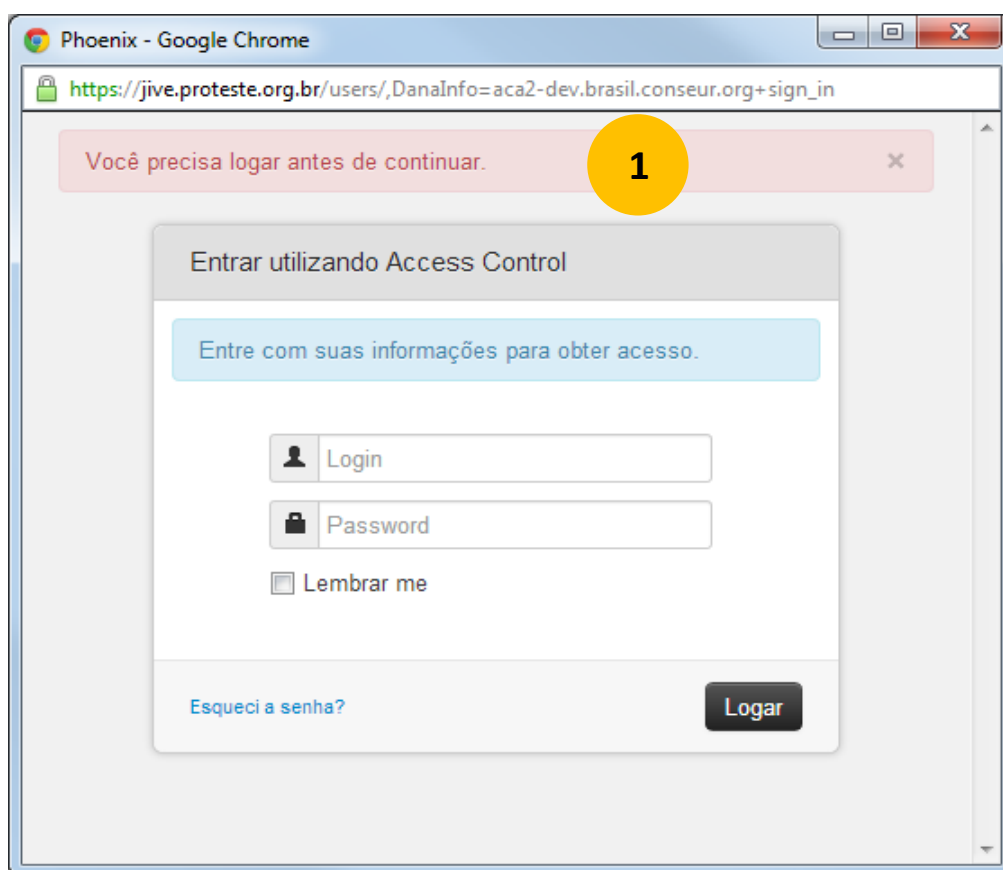 Phoenix - Google Chrome
https://jive.proteste.org.br/users/,DanaInfo=aca2-dev.brasil.conseur.org+sign_in
Você precisa logar antes de continuar.
1
×
Entrar utilizando Access Control
Entre com suas informações para obter acesso.
Login
Password
Lembrar me
Esqueci a senha?
Logar